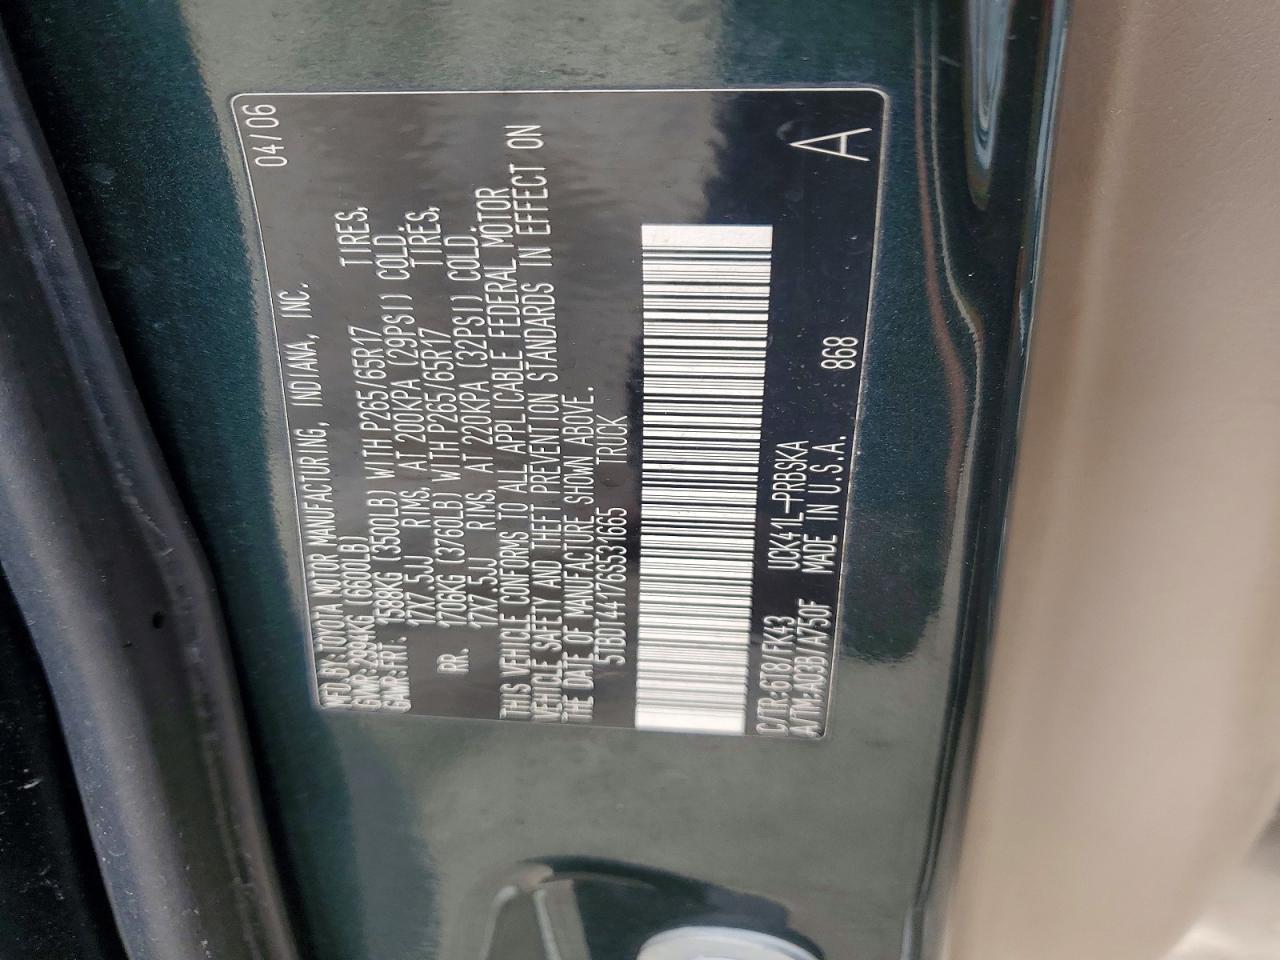 MFD BY:TOYOTA MOTOR MANUFACTURING, INDIANA, INC. 04/06
GVWR:2994KG (6600LB)
GAWR:FRT. 1588KG (3500LB) WITH P265/65R17 TIRES,
17X7.5JJ RIMS, AT 200KPA (29PSI) COLD.
RR. 1706KG (3760LB) WITH P265/65R17 TIRES,
17X7.5JJ RIMS, AT 220KPA (32PSI) COLD.
THIS VEHICLE CONFORMS TO ALL APPLICABLE FEDERAL MOTOR
VEHICLE SAFETY AND THEFT PREVENTION STANDARDS IN EFFECT ON
THE DATE OF MANUFACTURE SHOWN ABOVE.
5TBDT44176S531665 TRUCK
C/TR:6T8/FK43 UCK41L-PRBSKA
A/TM:A03B/A750F MADE IN U.S.A. 868 A